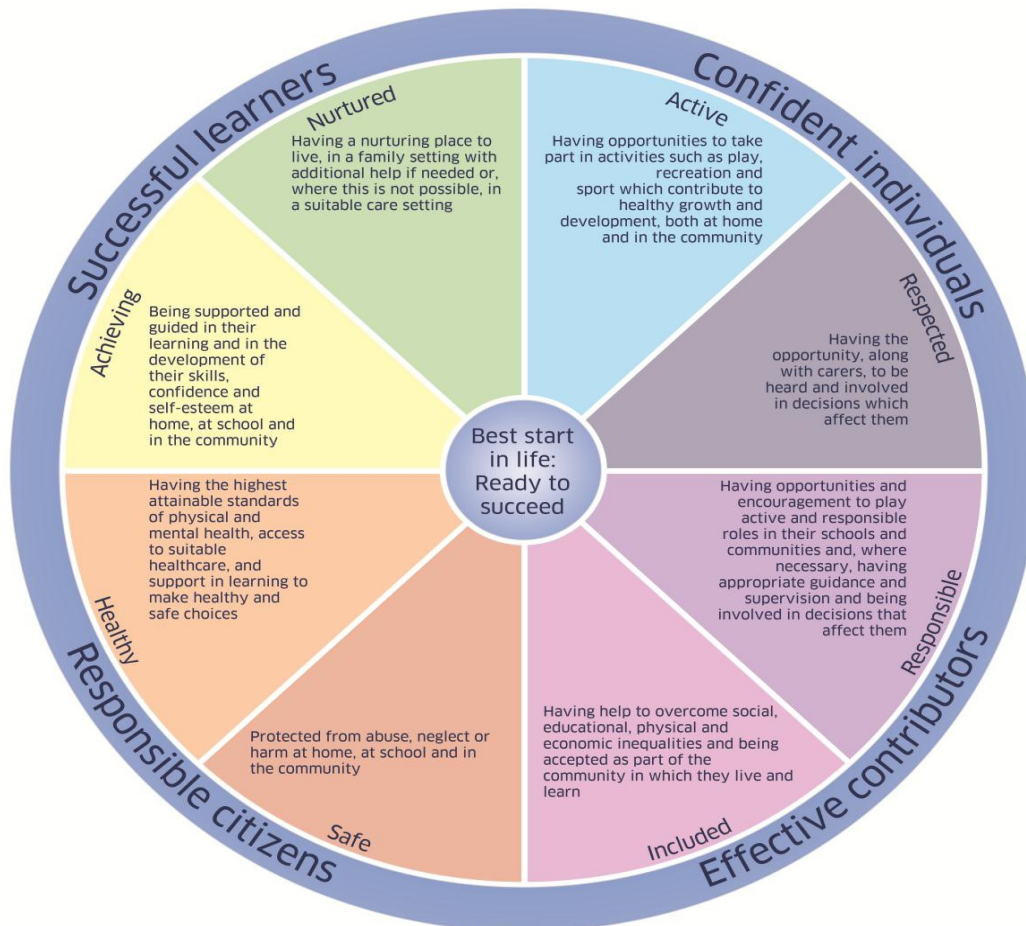 Successful learners
Confident individuals
Nurtured
Having a nurturing place to
live, in a family setting with
additional help if needed or,
where this is not possible, in
a suitable care setting
Active
Having opportunities to take
part in activities such as play,
recreation and
sport which contribute to
healthy growth and
development, both at home
and in the community
Achieving
Being supported and
guided in their
learning and in the
development of
their skills,
confidence and
self-esteem at
home, at school and
in the community
Respected
Having the
opportunity, along
with carers, to be
heard and involved
in decisions which
affect them
Best start
in life:
Ready to
succeed
Healthy
Having the highest
attainable standards
of physical and
mental health, access
to suitable
healthcare, and
support in learning to
make healthy and
safe choices
Responsible
Having opportunities and
encouragement to play
active and responsible
roles in their schools and
communities and, where
necessary, having
appropriate guidance and
supervision and being
involved in decisions that
affect them
Protected from abuse, neglect or
harm at home, at school and in
the community
Safe
Having help to overcome social,
educational, physical and
economic inequalities and being
accepted as part of the
community in which they live and
learn
Included
Responsible citizens
Effective contributors